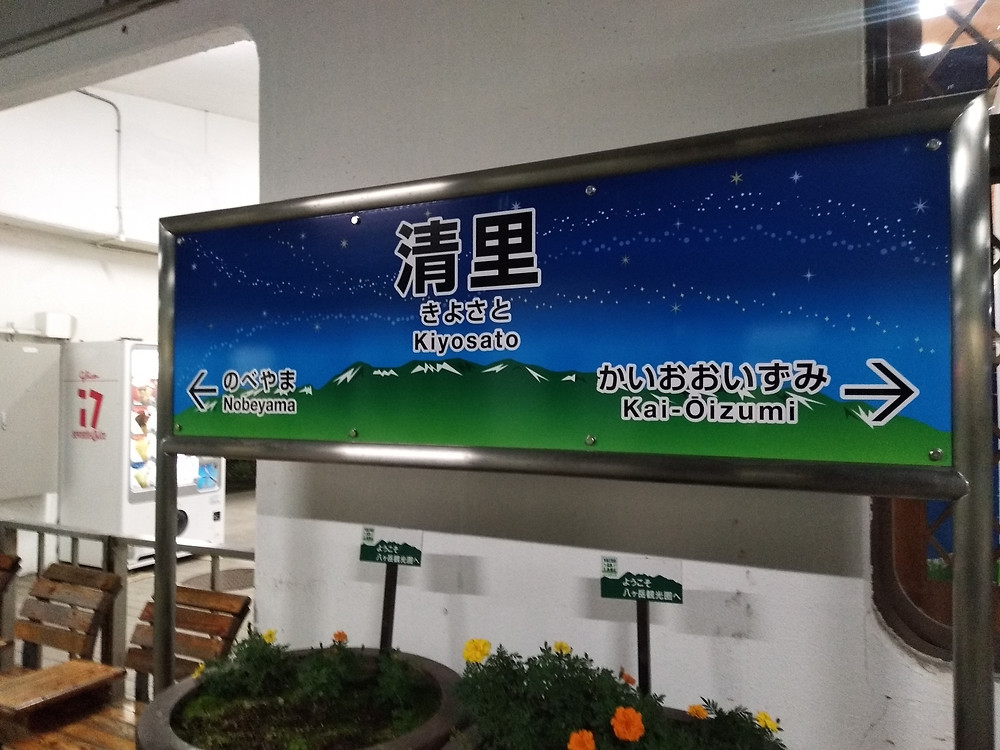 清里
きよさと
Kiyosato
のべやま
Nobeyama
かいおおいずみ
Kai-Ōizumi
17
ようこそ
八ヶ岳観光圏へ
ようこそ
八ヶ岳観光圏へ